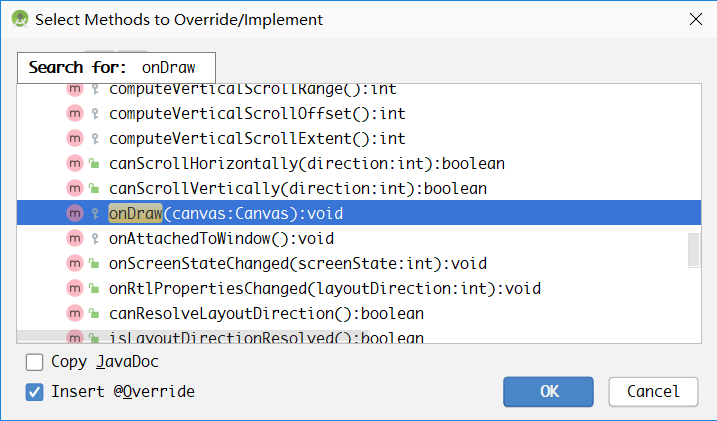 Select Methods to Override/Implement
Search for: onDraw
computeVerticalScrollRange():int
computeVerticalScrollOffset():int
computeVerticalScrollExtent():int
canScrollHorizontally(direction:int):boolean
canScrollVertically(direction:int):boolean
onDraw(canvas:Canvas):void
onAttachedToWindow():void
onScreenStateChanged(screenState:int):void
onRtlPropertiesChanged(layoutDirection:int):void
canResolveLayoutDirection():boolean
isLayoutDirectionResolved():boolean
Copy JavaDoc
Insert @Override
OK Cancel